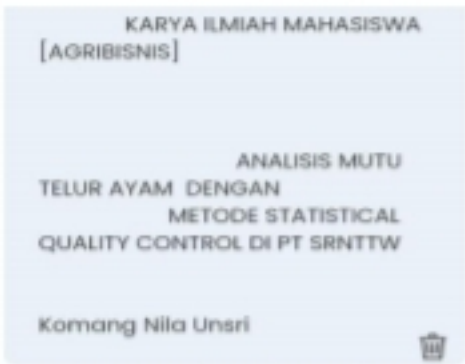 KARYA ILMIAH MAHASISWA
[AGRIBISNIS]
ANALISIS MUTU
TELUR AYAM DENGAN
METODE STATISTICAL
QUALITY CONTROL DI PT SRNTTW
Komang Nila Unsri